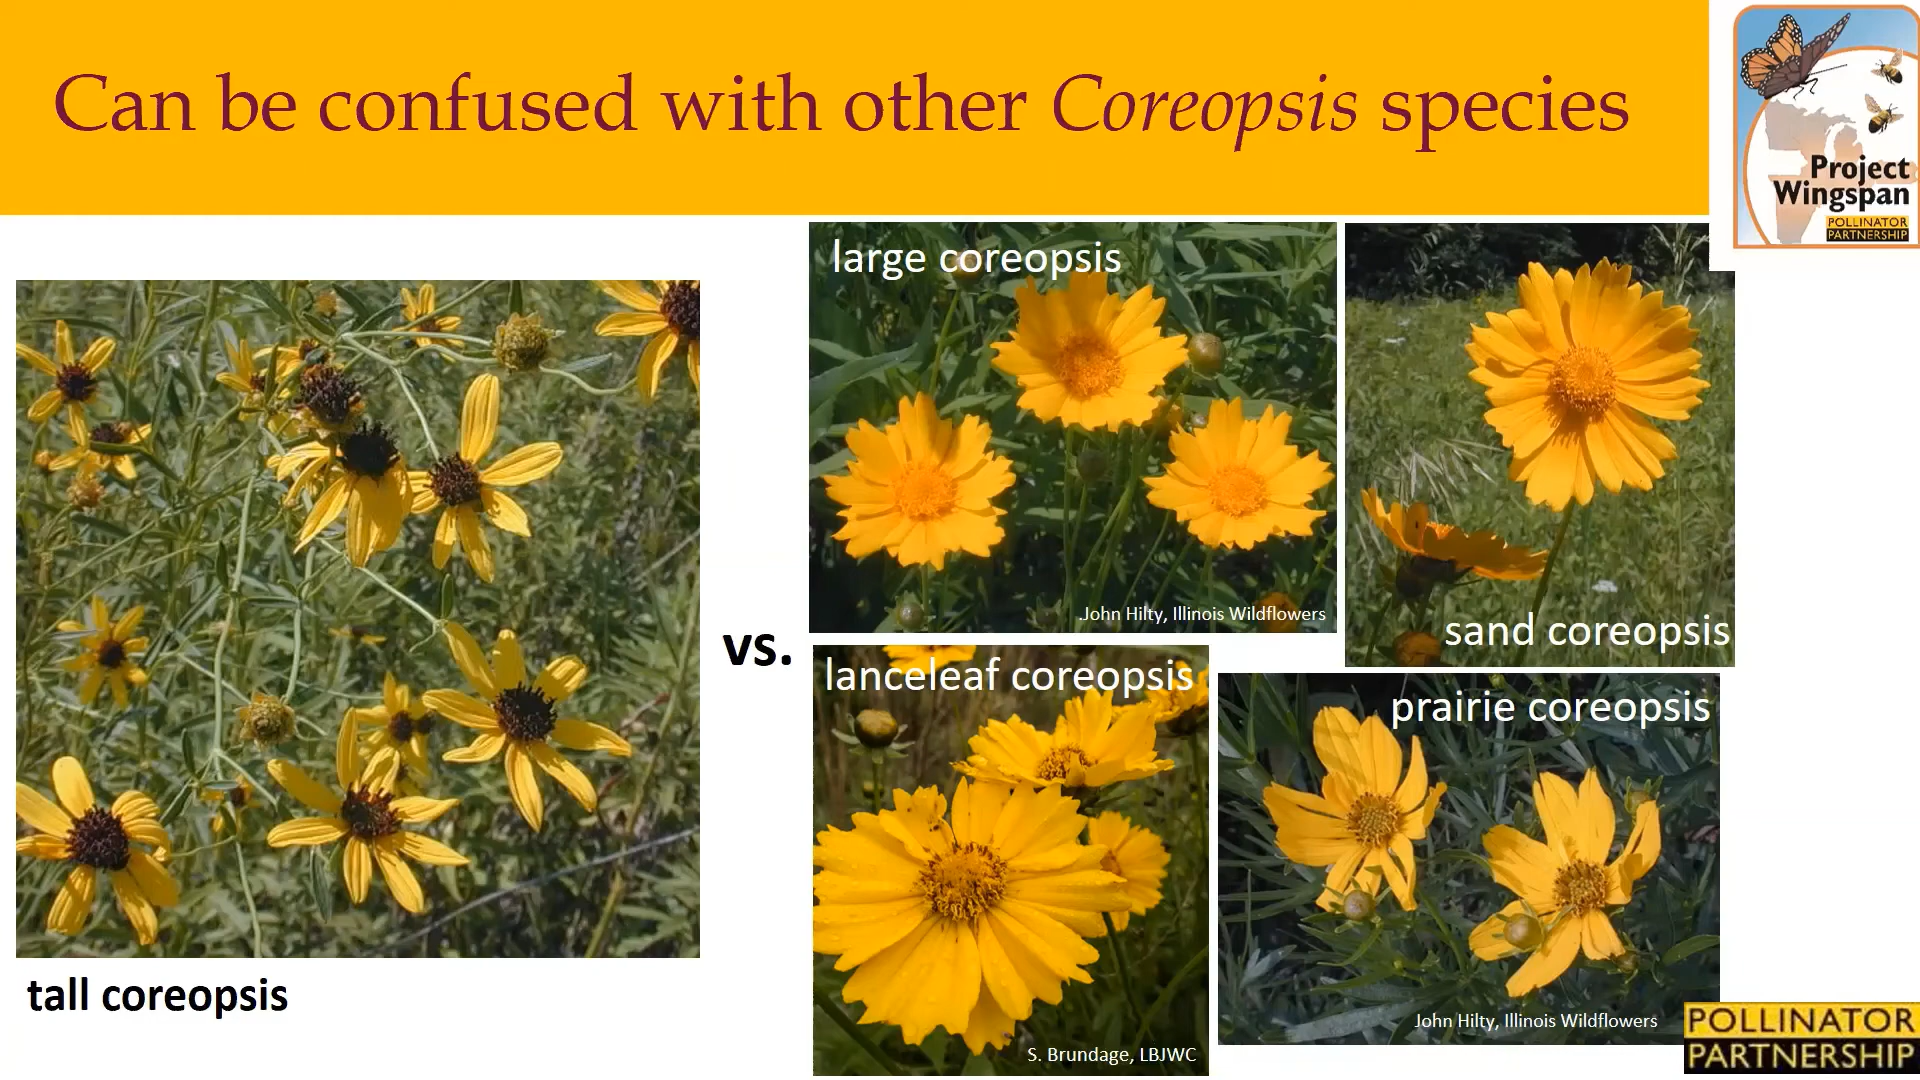 Can be confused with other Coreopsis species
Project
Wingspan
POLLINATOR
PARTNERSHIP
large coreopsis
John Hilty, Illinois Wildflowers
sand coreopsis
vs.
lanceleaf coreopsis
S. Brundage, LBJWC
prairie coreopsis
John Hilty, Illinois Wildflowers
tall coreopsis
POLLINATOR
PARTNERSHIP